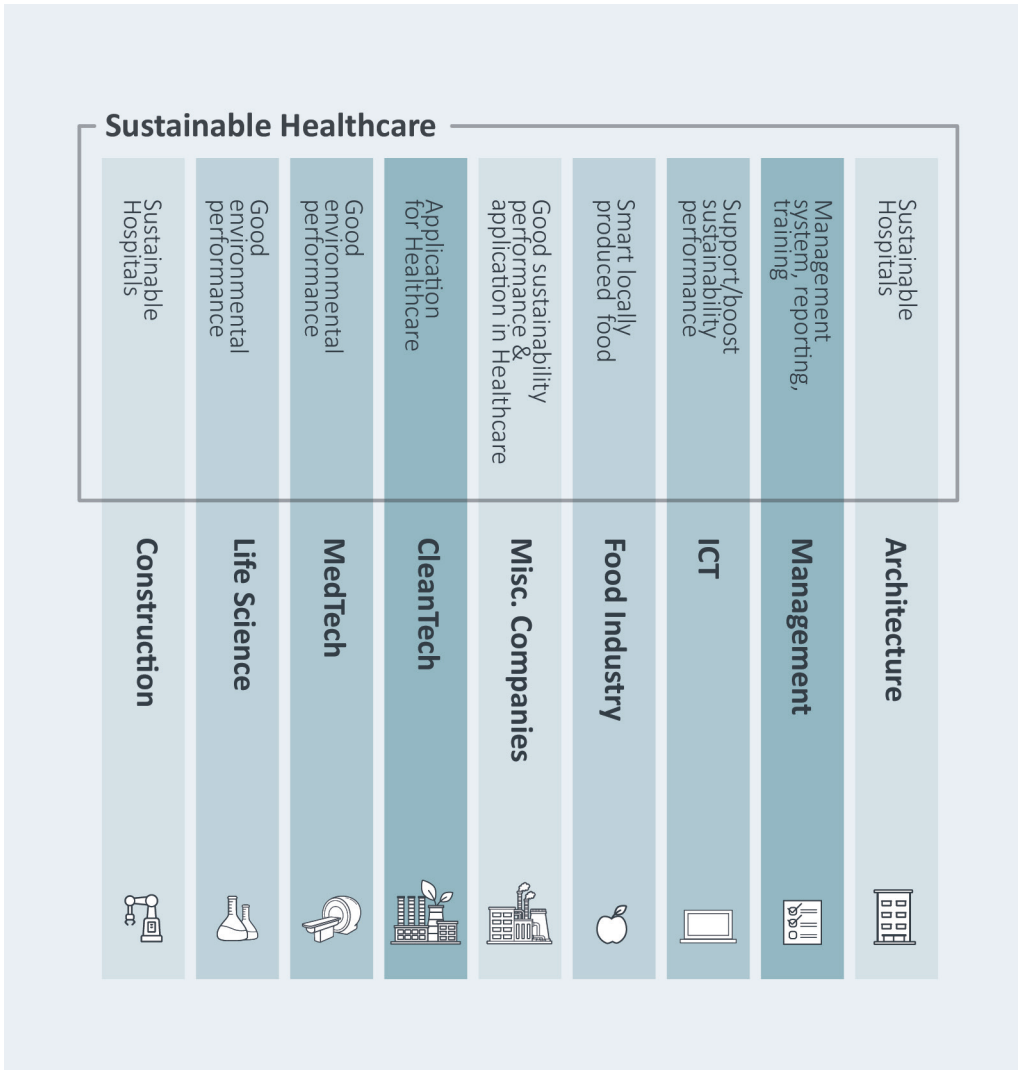 Sustainable Healthcare
Sustainable
Hospitals
Good
environmental
performance
Good
environmental
performance
Application
for Healthcare
Good sustainability
performance &
application in Healthcare
Smart locally
produced food
Support/boost
sustainability
performance
Management
system, reporting,
training
Sustainable
Hospitals
Construction
Life Science
MedTech
CleanTech
Misc. Companies
Food Industry
ICT
Management
Architecture